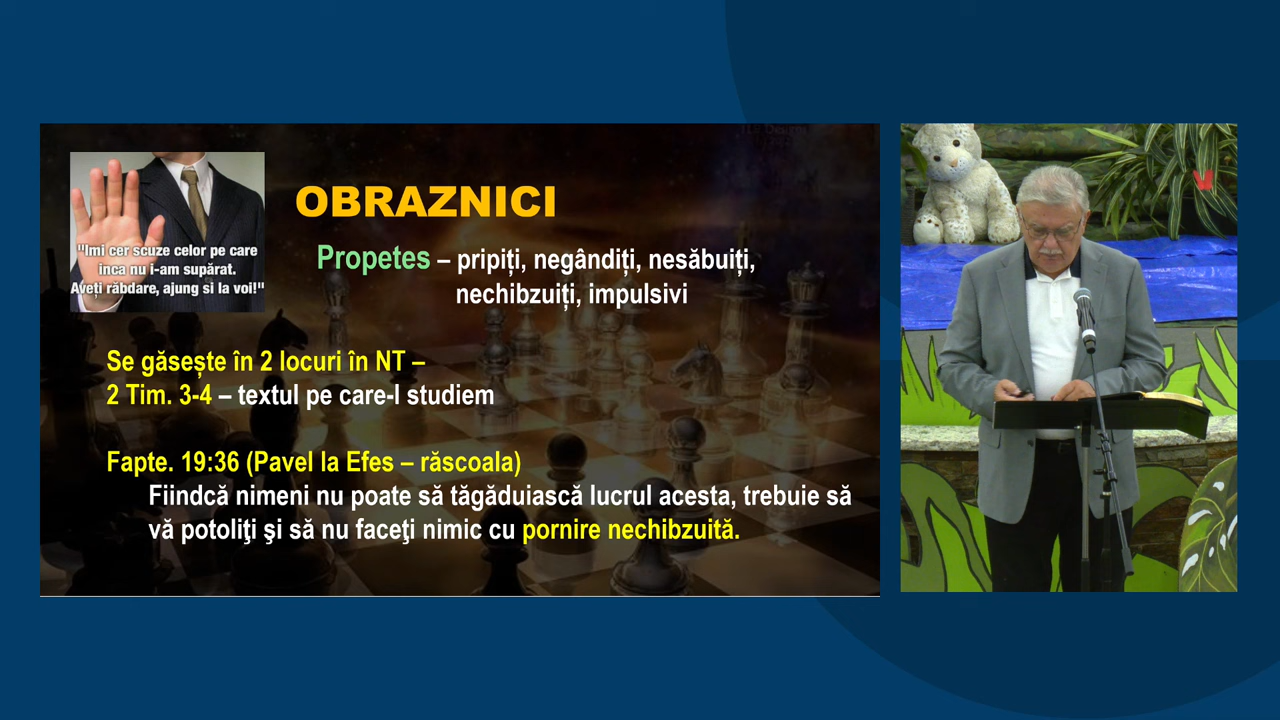 "Imi cer scuze celor pe care
inca nu i-am supărat.
Aveți răbdare, ajung si la voi!"
OBRAZNICI
Propetes – pripiți, negândiți, nesăbuiți,
nechibzuiți, impulsivi
Se găsește în 2 locuri în NT –
2 Tim. 3-4 – textul pe care-l studiem
Fapte. 19:36 (Pavel la Efes – răscoala)
Fiindcă nimeni nu poate să tăgăduiască lucrul acesta, trebuie să
vă potoliţi şi să nu faceţi nimic cu pornire nechibzuită.